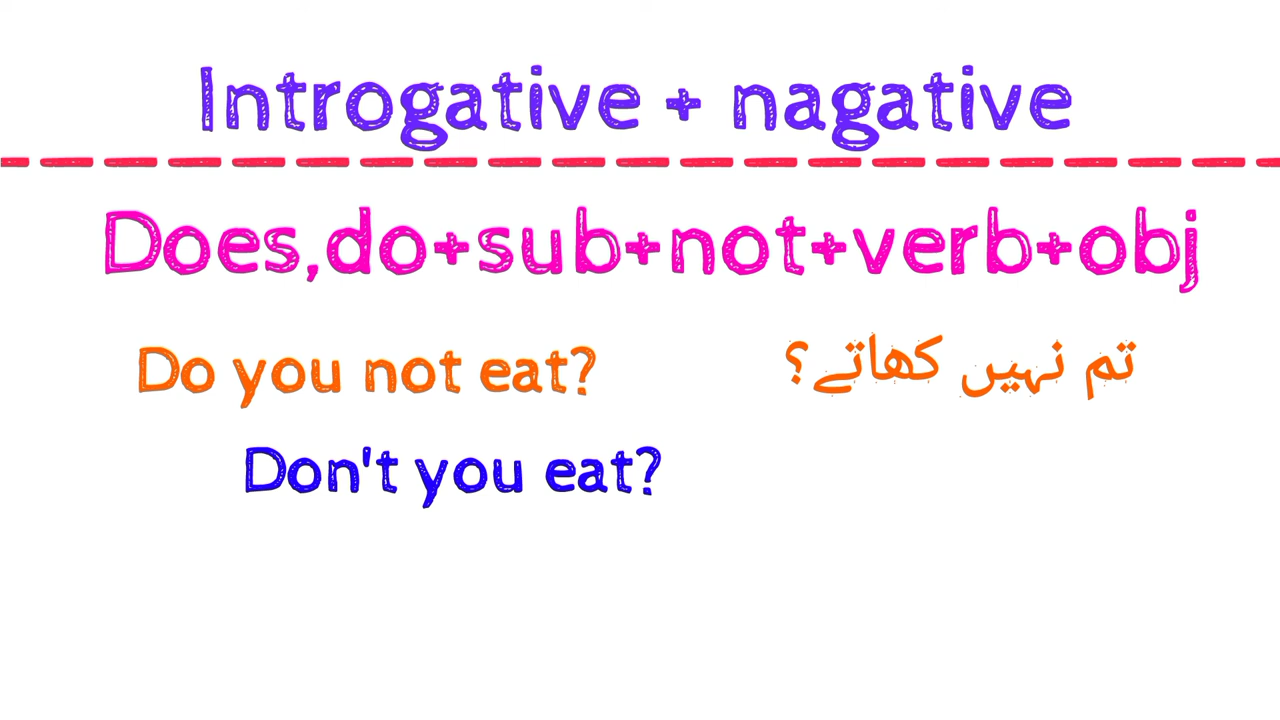 Introgative + nagative
Does,do+sub+not+verb+obj
Do you not eat?
تم نہیں کھاتے؟
Don't you eat?